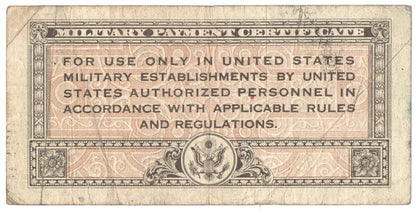 MILITARY PAYMENT CERTIFICATE
FOR USE ONLY IN UNITED STATES
MILITARY ESTABLISHMENTS BY UNITED
STATES AUTHORIZED PERSONNEL IN
ACCORDANCE WITH APPLICABLE RULES
AND REGULATIONS.